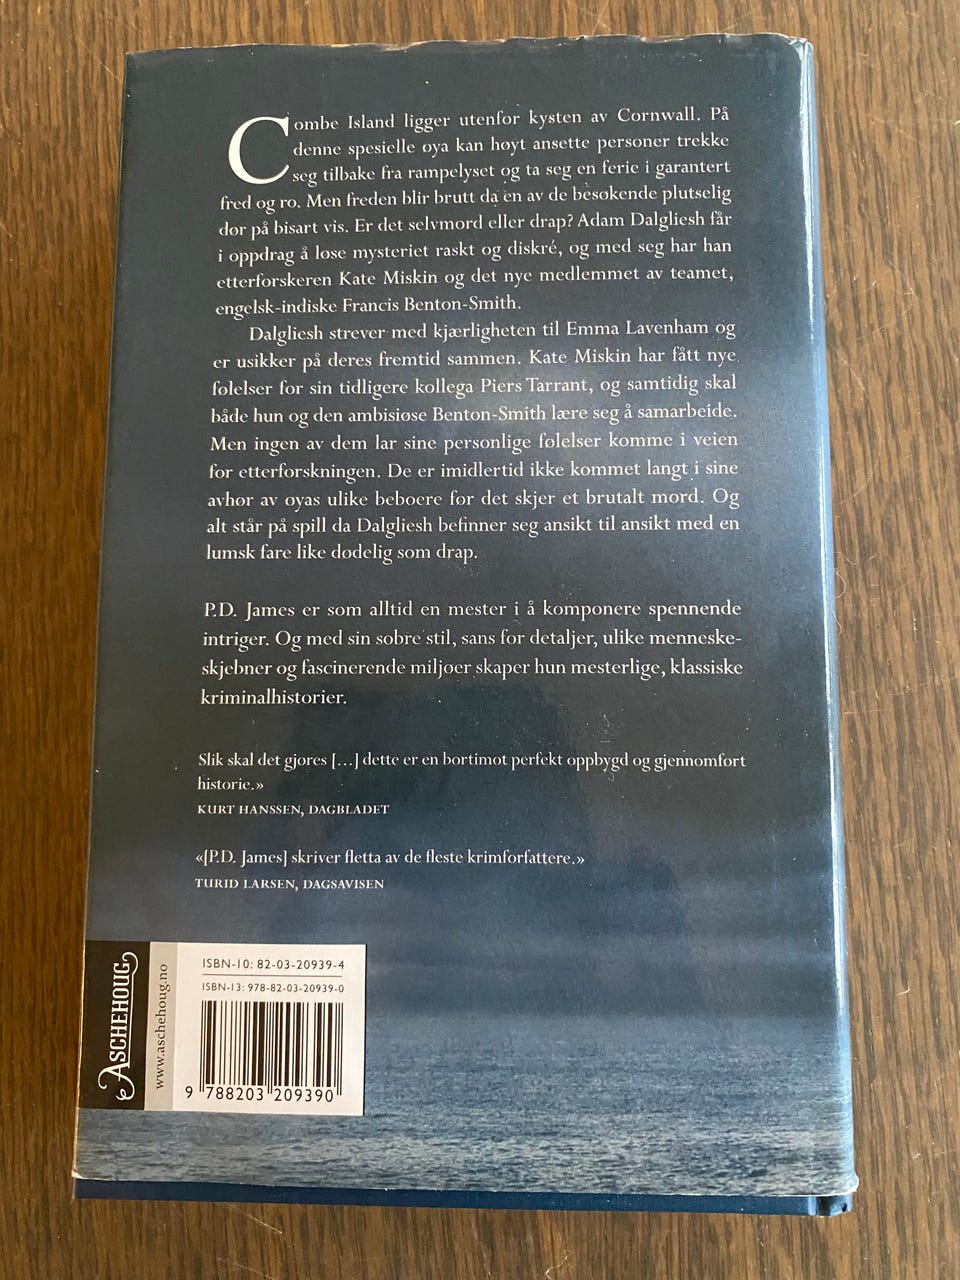 Combe Island ligger utenfor kysten av Cornwall. På
denne spesielle øya kan høyt ansette personer trekke
seg tilbake fra rampelyset og ta seg en ferie i garantert
fred og ro. Men freden blir brutt da en av de besøkende plutselig
dør på bisart vis. Er det selvmord eller drap? Adam Dalgliesh får
i oppdrag å løse mysteriet raskt og diskré, og med seg har han
etterforskeren Kate Miskin og det nye medlemmet av teamet,
engelsk-indiske Francis Benton-Smith.
Dalgliesh strever med kjærligheten til Emma Lavenham og
er usikker på deres fremtid sammen. Kate Miskin har fått nye
følelser for sin tidligere kollega Piers Tarrant, og samtidig skal
både hun og den ambisiøse Benton-Smith lære seg å samarbeide.
Men ingen av dem lar sine personlige følelser komme i veien
for etterforskningen. De er imidlertid ikke kommet langt i sine
avhør av øyas ulike beboere før det skjer et brutalt mord. Og
alt står på spill da Dalgliesh befinner seg ansikt til ansikt med en
lumsk fare like dødelig som drap.
P.D. James er som alltid en mester i å komponere spennende
intriger. Og med sin sobre stil, sans for detaljer, ulike menneske-
skjebner og fascinerende miljøer skaper hun mesterlige, klassiske
kriminalhistorier.
Slik skal det gjøres [...] dette er en bortimot perfekt oppbygd og gjennomført
historie.»
KURT HANSSEN, DAGBLADET
«[P.D. James] skriver fletta av de fleste krimforfattere.»
TURID LARSEN, DAGSAVISEN
ASCHEHOUG
www.aschehoug.no
ISBN-10: 82-03-20939-4
ISBN-13: 978-82-03-20939-0
9 788203 209390